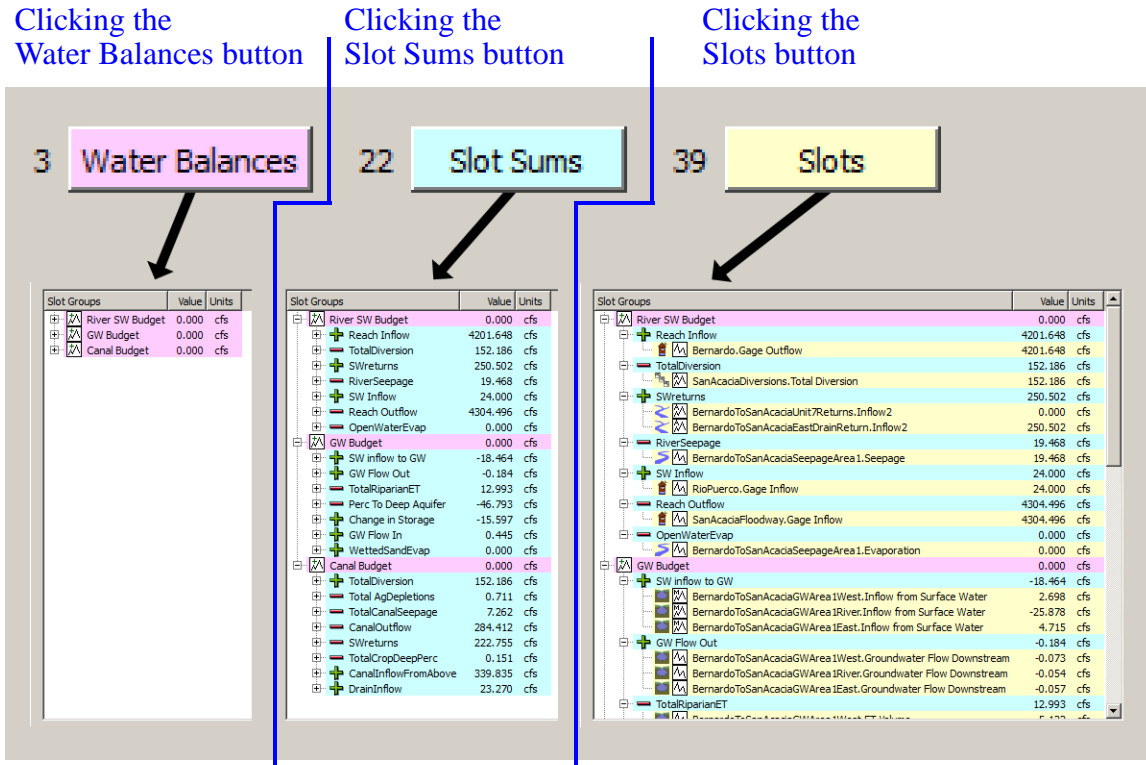 Clicking the
Water Balances button
Clicking the
Slot Sums button
Clicking the
Slots button
3 Water Balances
22 Slot Sums
39 Slots
Slot Groups Value Units
River SW Budget 0.000 cfs
GW Budget 0.000 cfs
Canal Budget 0.000 cfs
Slot Groups Value Units
River SW Budget 0.000 cfs
Reach Inflow 4201.648 cfs
TotalDiversion 152.186 cfs
SWreturns 250.502 cfs
RiverSeepage 19.468 cfs
SW Inflow 24.000 cfs
Reach Outflow 4304.496 cfs
OpenWaterEvap 0.000 cfs
GW Budget 0.000 cfs
SW inflow to GW -18.464 cfs
GW Flow Out -0.184 cfs
TotalRiparianET 12.993 cfs
Perc To Deep Aquifer -46.793 cfs
Change in Storage -15.597 cfs
GW Flow In 0.445 cfs
WettedSandEvap 0.000 cfs
Canal Budget 0.000 cfs
TotalDiversion 152.186 cfs
Total AgDepletions 0.711 cfs
TotalCanalSeepage 7.262 cfs
CanalOutflow 284.412 cfs
SWreturns 222.755 cfs
TotalCropDeepPerc 0.151 cfs
CanalInflowFromAbove 339.835 cfs
DrainInflow 23.270 cfs
Slot Groups Value Units
River SW Budget 0.000 cfs
Reach Inflow 4201.648 cfs
Bernardo.Gage Outflow 4201.648 cfs
TotalDiversion 152.186 cfs
SanAcaciaDiversions.Total Diversion 152.186 cfs
SWreturns 250.502 cfs
BernardoToSanAcaciaUnit7Returns.Inflow2 0.000 cfs
BernardoToSanAcaciaEastDrainReturn.Inflow2 250.502 cfs
RiverSeepage 19.468 cfs
BernardoToSanAcaciaSeepageArea1.Seepage 19.468 cfs
SW Inflow 24.000 cfs
RioPuerco.Gage Inflow 24.000 cfs
Reach Outflow 4304.496 cfs
SanAcaciaFloodway.Gage Inflow 4304.496 cfs
OpenWaterEvap 0.000 cfs
BernardoToSanAcaciaSeepageArea1.Evaporation 0.000 cfs
GW Budget 0.000 cfs
SW inflow to GW -18.464 cfs
BernardoToSanAcaciaGWArea1West.Inflow from Surface Water 2.698 cfs
BernardoToSanAcaciaGWArea1River.Inflow from Surface Water -25.878 cfs
BernardoToSanAcaciaGWArea1East.Inflow from Surface Water 4.715 cfs
GW Flow Out -0.184 cfs
BernardoToSanAcaciaGWArea1West.Groundwater Flow Downstream -0.073 cfs
BernardoToSanAcaciaGWArea1River.Groundwater Flow Downstream -0.054 cfs
BernardoToSanAcaciaGWArea1East.Groundwater Flow Downstream -0.057 cfs
TotalRiparianET 12.993 cfs